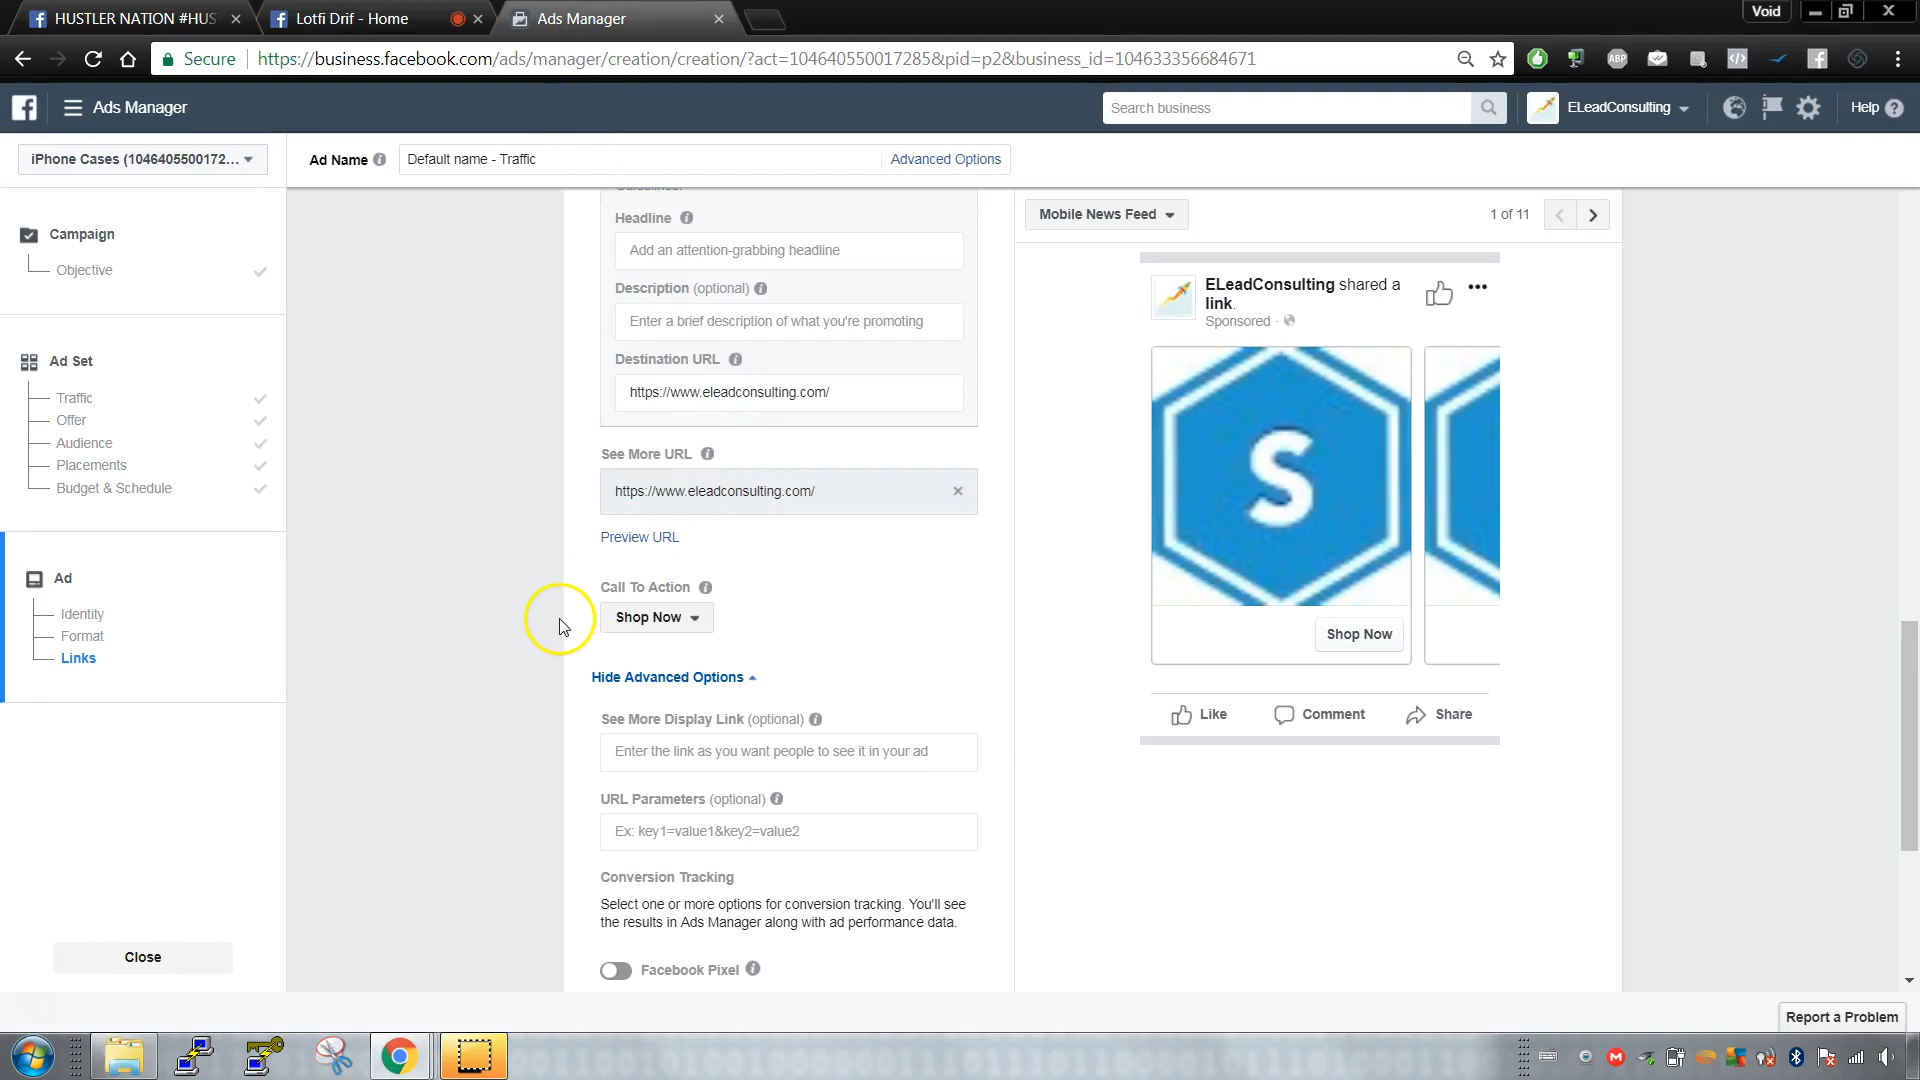 HUSTLER NATION #HUS
Lotfi Drif - Home
Ads Manager
Void
Secure
https://business.facebook.com/ads/manager/creation/creation/?act=104640550017285&pid=p2&business_id=104633356684671
ABP
Ads Manager
Search business
ELeadConsulting
Help
iPhone Cases (1046405500172...
Ad Name
Default name - Traffic
Advanced Options
Campaign
Objective
Ad Set
Traffic
Offer
Audience
Placements
Budget & Schedule
Ad
Identity
Format
Links
Close
Guidelines.
Headline
Add an attention-grabbing headline
Description (optional)
Enter a brief description of what you're promoting
Destination URL
https://www.eleadconsulting.com/
See More URL
https://www.eleadconsulting.com/
Preview URL
Call To Action
Shop Now
Hide Advanced Options
See More Display Link (optional)
Enter the link as you want people to see it in your ad
URL Parameters (optional)
Ex: key1=value1&key2=value2
Conversion Tracking
Select one or more options for conversion tracking. You'll see
the results in Ads Manager along with ad performance data.
Facebook Pixel
Mobile News Feed
1 of 11
ELeadConsulting shared a
link.
Sponsored ·
S
Shop Now
Like
Comment
Share
Report a Problem